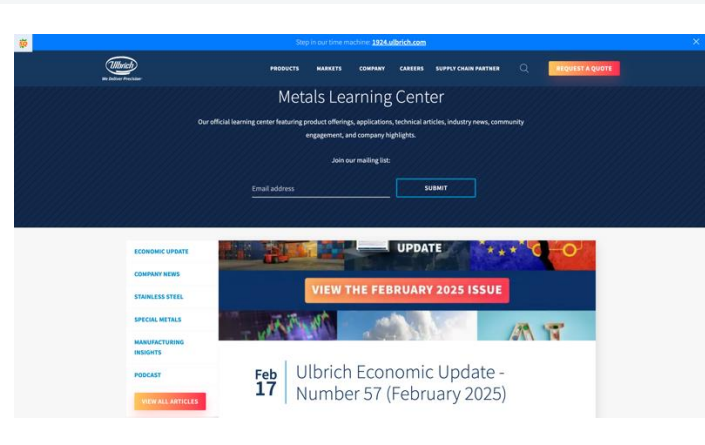 Step in our time machine: 1924.ulbrich.com
Ulbrich
We Deliver Precision
PRODUCTS MARKETS COMPANY CAREERS SUPPLY CHAIN PARTNER REQUEST A QUOTE
Metals Learning Center
Our official learning center featuring product offerings, applications, technical articles, industry news, community
engagement, and company highlights.
Join our mailing list:
Email address SUBMIT
ECONOMIC UPDATE
COMPANY NEWS
STAINLESS STEEL
SPECIAL METALS
MANUFACTURING
INSIGHTS
PODCAST
VIEW ALL ARTICLES
UPDATE
VIEW THE FEBRUARY 2025 ISSUE
Feb
17
Ulbrich Economic Update -
Number 57 (February 2025)